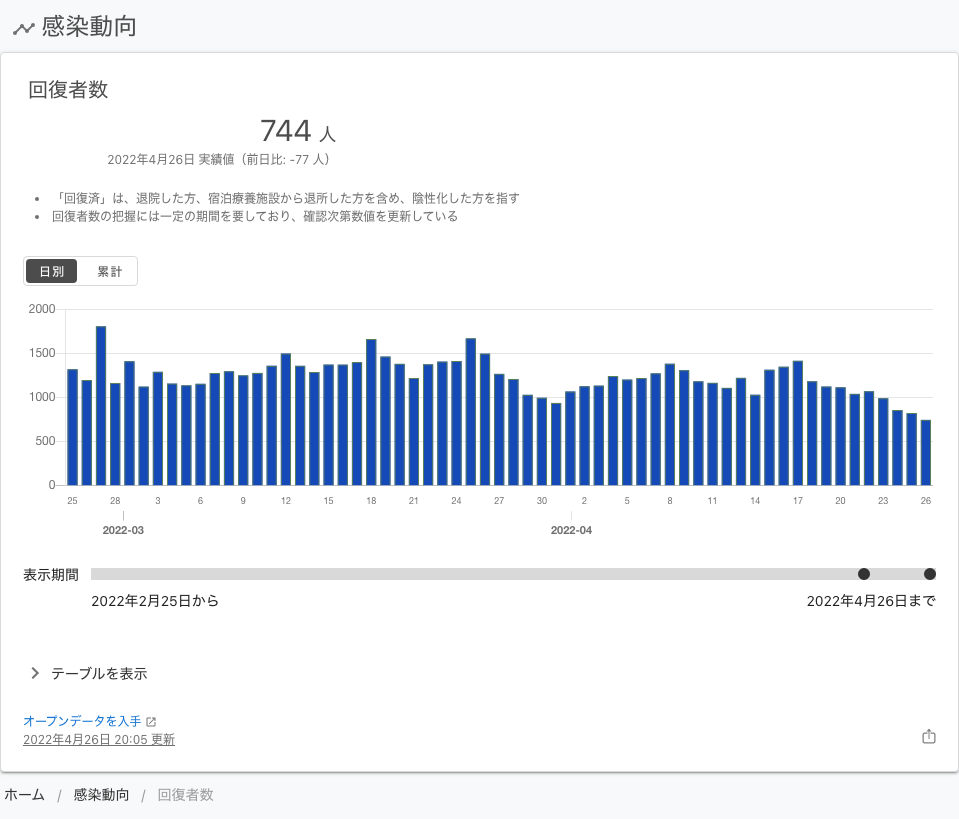 感染動向
回復者数
744 人
2022年4月26日 実績値（前日比: -77 人）
• 「回復済」は、退院した方、宿泊療養施設から退所した方を含め、陰性化した方を指す
• 回復者数の把握には一定の期間を要しており、確認次第数値を更新している
日別 累計
2000
1500
1000
500
0
25 28 3 6 9 12 15 18 21 24 27 30 2 5 8 11 14 17 20 23 26
2022-03 2022-04
表示期間
2022年2月25日から 2022年4月26日まで
テーブルを表示
オープンデータを入手
2022年4月26日 20:05 更新
ホーム / 感染動向 / 回復者数